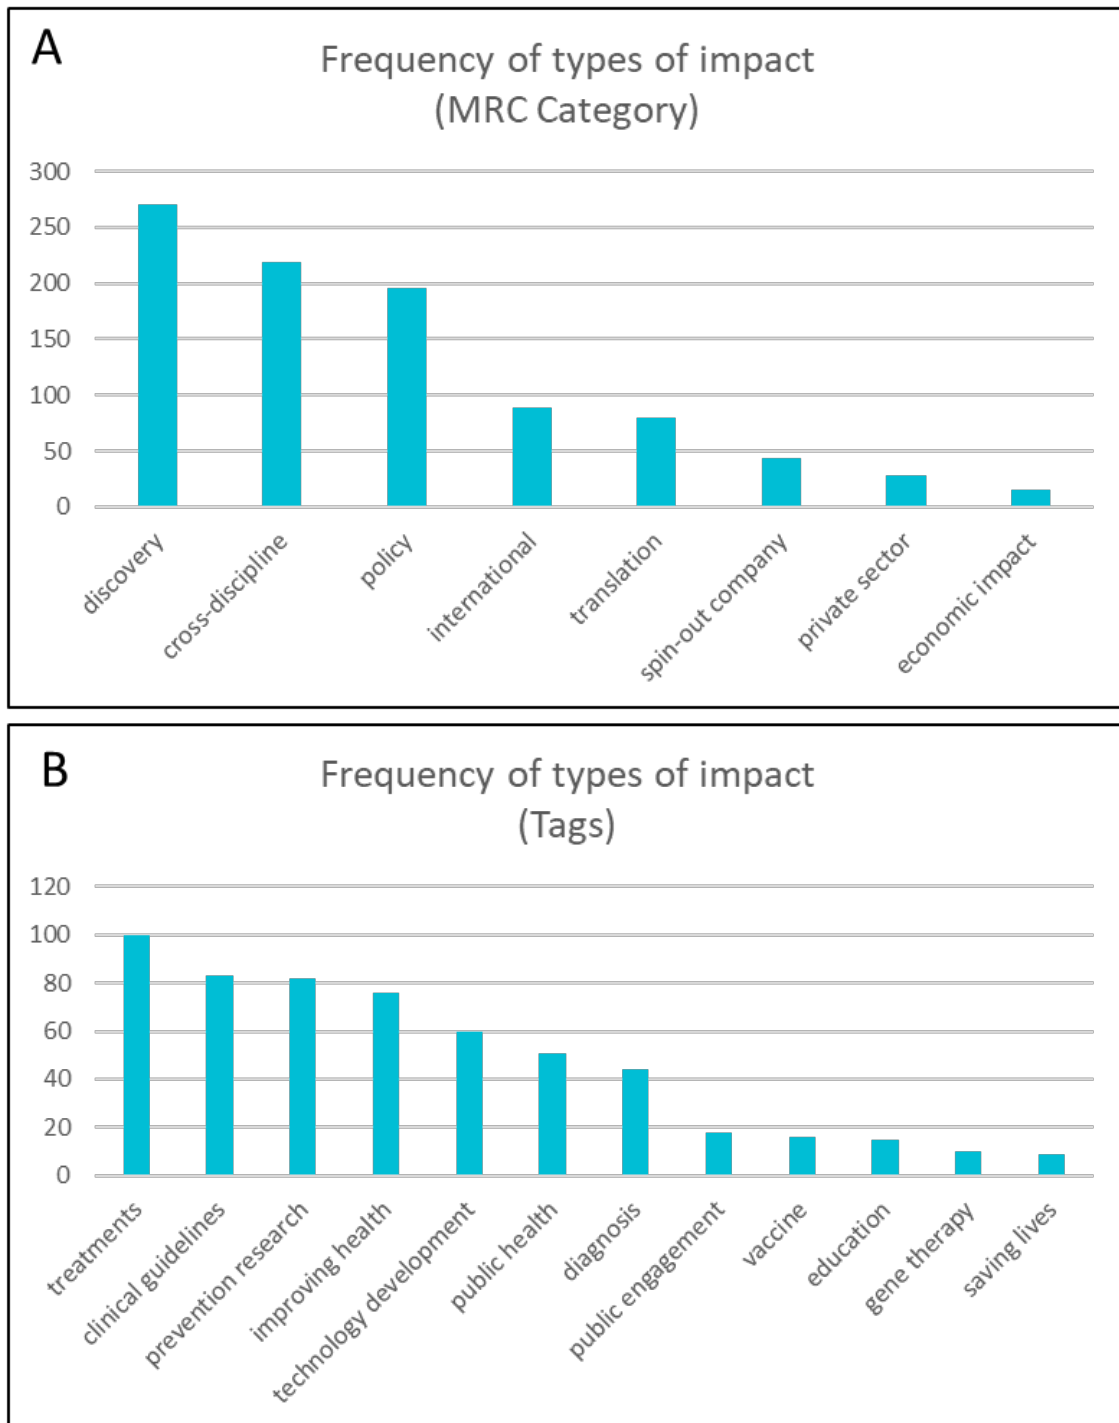 A
Frequency of types of impact
(MRC Category)
300
250
200
150
100
50
0
discovery
cross-discipline
policy
international
translation
spin-out company
private sector
economic impact
B
Frequency of types of impact
(Tags)
120
100
80
60
40
20
0
treatments
clinical guidelines
prevention research
improving health
technology development
public health
diagnosis
public engagement
vaccine
education
gene therapy
saving lives